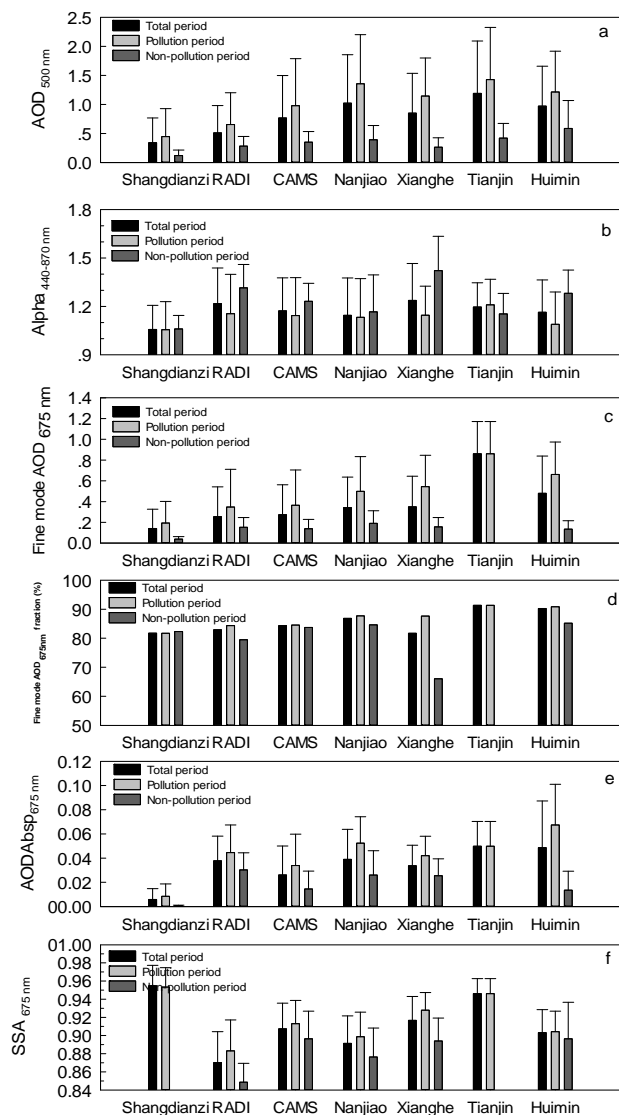 a
Total period
Pollution period
Non-pollution period
AOD 500 nm
2.5
2.0
1.5
1.0
.5
0.0
Shangdianzi RADI CAMS Nanjiao Xianghe Tianjin Huimin
b
Total period
Pollution period
Non-pollution period
Alpha 440-870 nm
1.8
1.5
1.2
.9
Shangdianzi RADI CAMS Nanjiao Xianghe Tianjin Huimin
c
Total period
Pollution period
Non-pollution period
Fine mode AOD 675 nm
1.4
1.2
1.0
.8
.6
.4
.2
0.0
Shangdianzi RADI CAMS Nanjiao Xianghe Tianjin Huimin
d
Total period
Pollution period
Non-pollution period
Fine mode AOD 675nm fraction (%)
100
90
80
70
60
50
Shangdianzi RADI CAMS Nanjiao Xianghe Tianjin Huimin
e
Total period
Pollution period
Non-pollution period
AODAbsp675 nm
0.12
0.10
0.08
0.06
0.04
0.02
00.00
Shangdianzi RADI CAMS Nanjiao Xianghe Tianjin Huimin
f
Total period
Pollution period
Non-pollution period
SSA 675 nm
01.00
0.98
0.96
0.94
0.92
0.90
0.88
0.86
0.84
Shangdianzi RADI CAMS Nanjiao Xianghe Tianjin Huimin